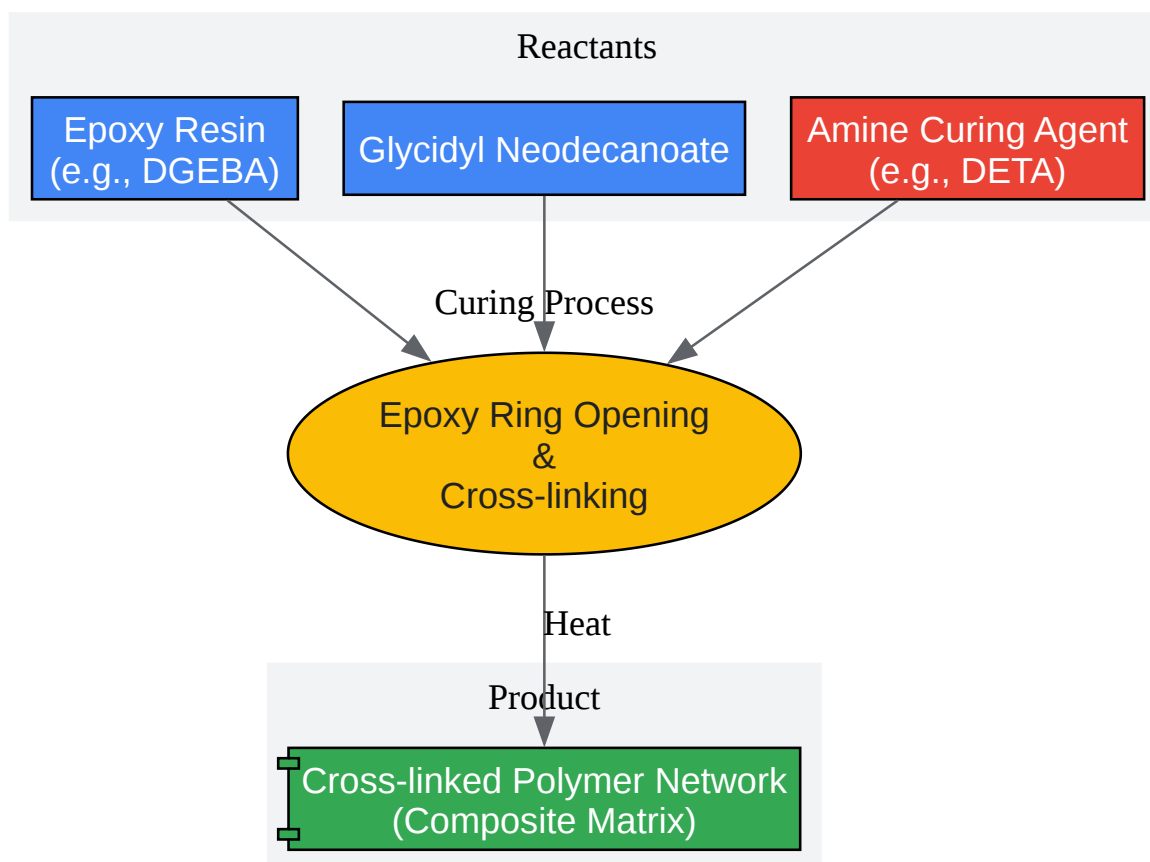 Reactants
Epoxy Resin
(e.g., DGEBA)
Glycidyl Neodecanoate
Amine Curing Agent
(e.g., DETA)
Curing Process
Epoxy Ring Opening
&
Cross-linking
Heat
Product
Cross-linked Polymer Network
(Composite Matrix)